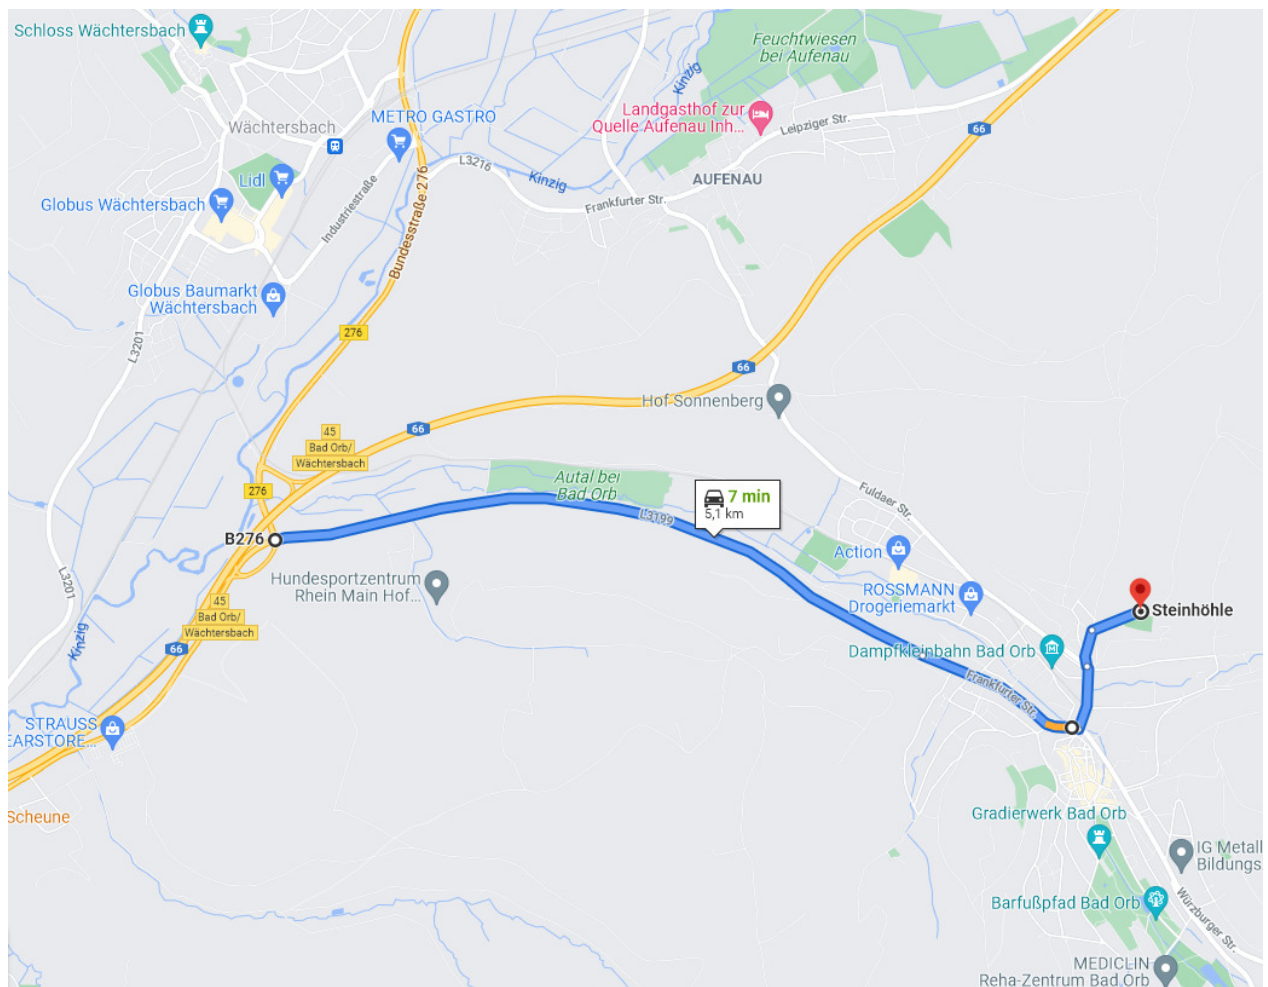 Schloss Wächtersbach
Feuchtwiesen
bei Aufenau
Kinzig
METRO GASTRO
Landgasthof zur
Quelle Aufenau Inh...
Leipziger Str.
66
Wächtersbach
L3216
Kinzig
AUFENAU
Lidl
Globus Wächtersbach
Industriestraße
Frankfurter Str.
Bundesstraße 276
Globus Baumarkt
Wächtersbach
276
L3201
66
Hof Sonnenberg
66
45
Bad Orb/
Wächtersbach
Autal bei
Bad Orb
276
7 min
5,1 km
L3199
Fuldaer Str.
B276
Action
Hundesportzentrum
Rhein Main Hof...
L3201
45
Bad Orb/
Wächtersbach
ROSSMANN
Drogeriemarkt
Steinhöhle
Kinzig
66
Dampfkleinbahn Bad Orb
Frankfurter Str.
STRAUSS
EARSTORE...
Scheune
Gradierwerk Bad Orb
IG Metall
Bildungs
Barfußpfad Bad Orb
Würzburger Str.
MEDICLIN
Reha-Zentrum Bad Orb